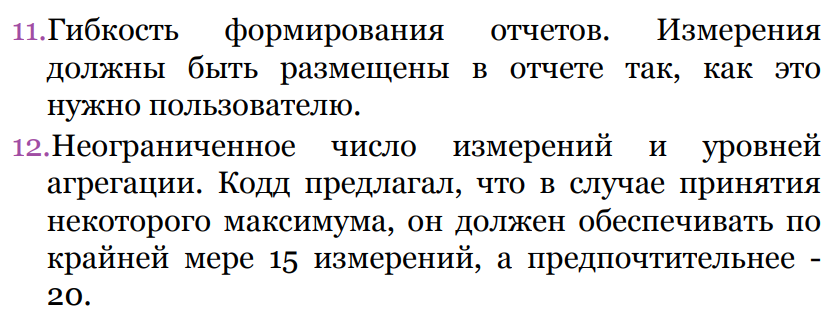 11.Гибкость формирования отчетов. Измерения
должны быть размещены в отчете так, как это
нужно пользователю.
12.Неограниченное число измерений и уровней
агрегации. Кодд предлагал, что в случае принятия
некоторого максимума, он должен обеспечивать по
крайней мере 15 измерений, а предпочтительнее -
20.